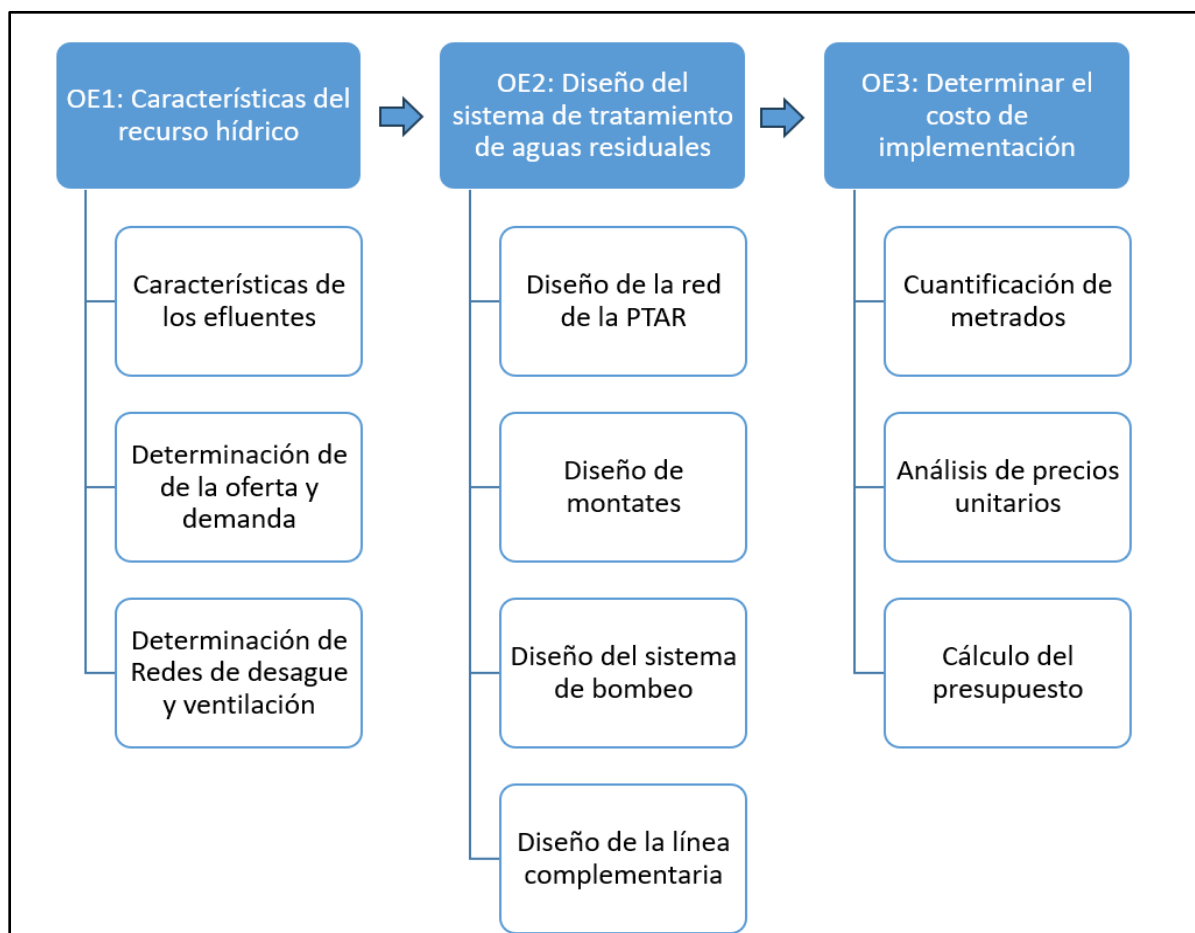 OE1: Características del
recurso hídrico
Características de
los efluentes
Determinación de
de la oferta y
demanda
Determinación de
Redes de desague
y ventilación
OE2: Diseño del
sistema de tratamiento
de aguas residuales
Diseño de la red
de la PTAR
Diseño de
montates
Diseño del sistema
de bombeo
Diseño de la línea
complementaria
OE3: Determinar el
costo de
implementación
Cuantificación de
metrados
Análisis de precios
unitarios
Cálculo del
presupuesto